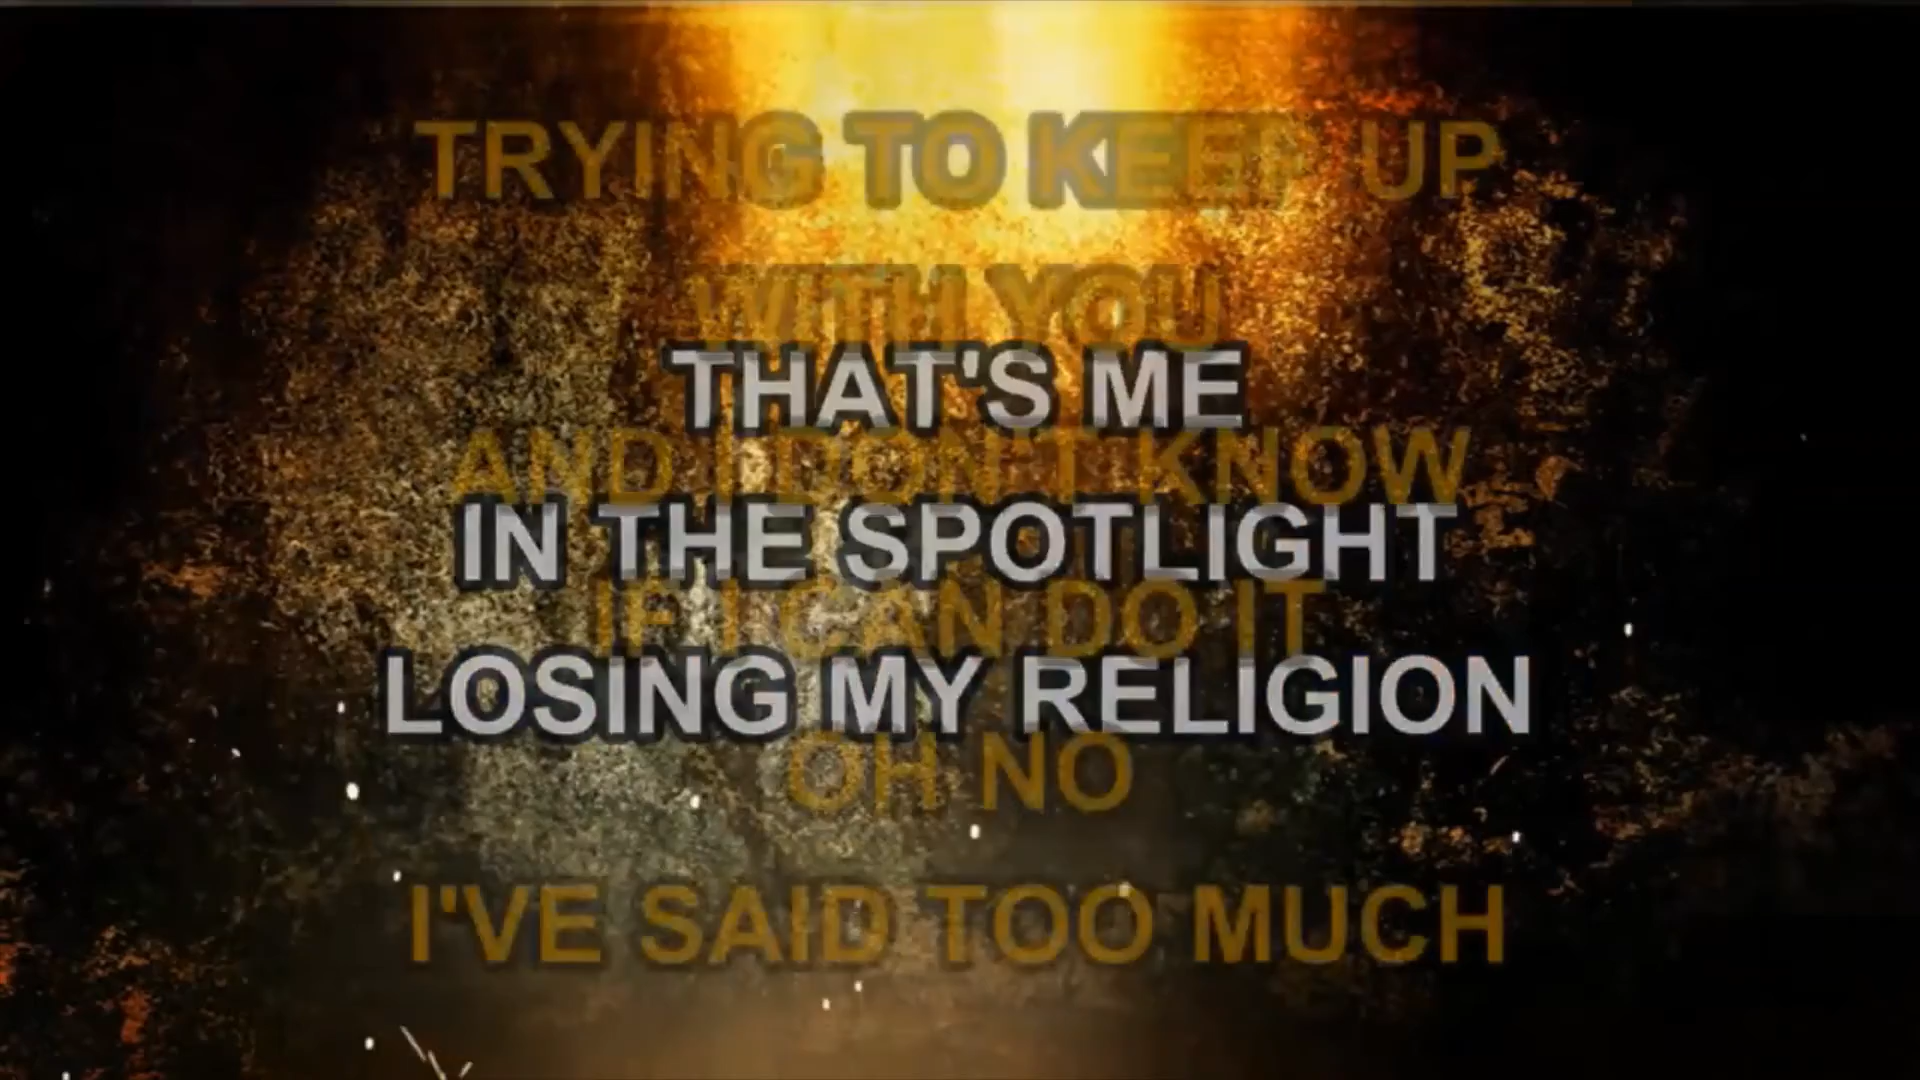 TRYING TO KEEP UP
WITH YOU
THAT'S ME
AND I DON'T KNOW
IN THE SPOTLIGHT
IF I CAN DO IT
LOSING MY RELIGION
OH NO
I'VE SAID TOO MUCH